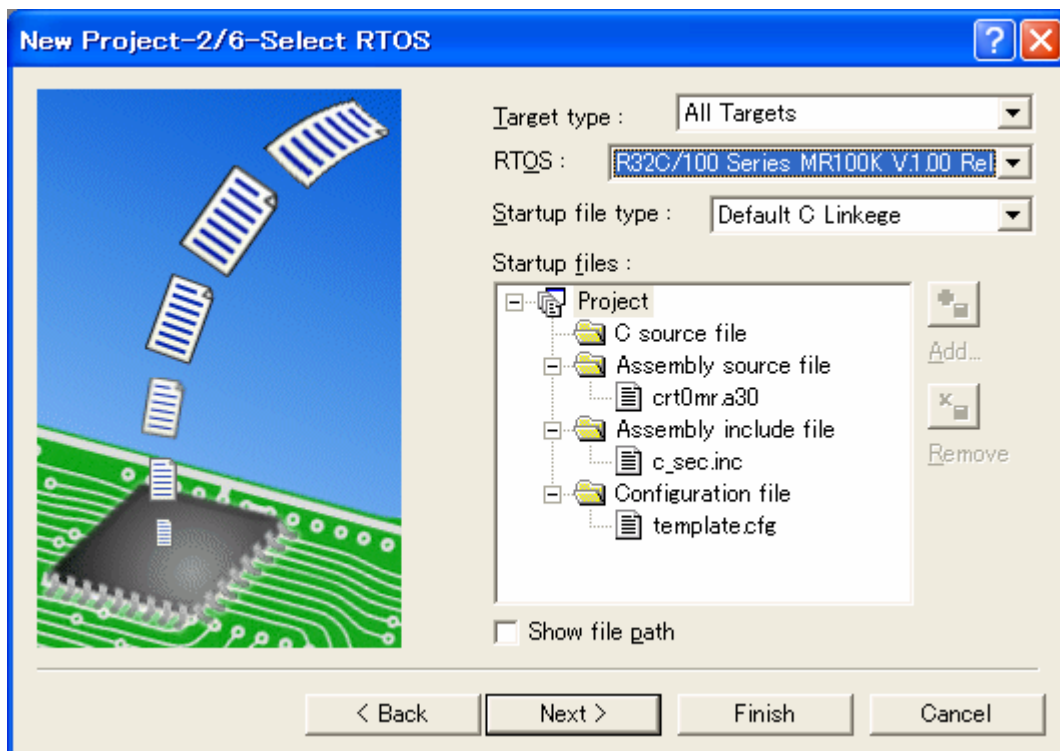 New Project-2/6-Select RTOS
Target type : All Targets
RTOS : R32C/100 Series MR100K V.1.00 Rel
Startup file type : Default C Linkege
Startup files :
Project
C source file
Assembly source file
crt0mr.a30
Assembly include file
c_sec.inc
Configuration file
template.cfg
Add...
Remove
Show file path
< Back Next > Finish Cancel